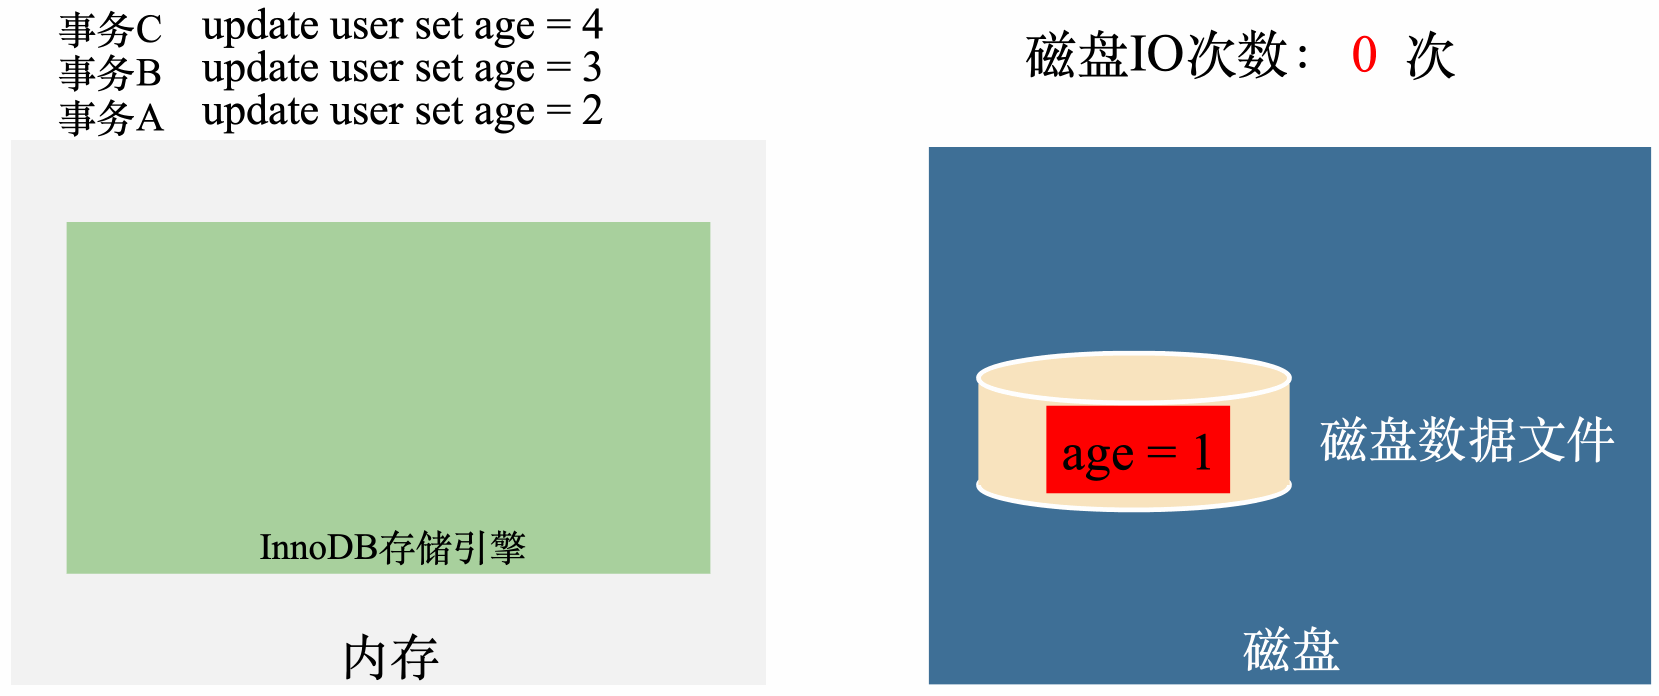 事务C update user set age = 4
事务B update user set age = 3
事务A update user set age = 2
磁盘IO次数： 0 次
InnoDB存储引擎
内存
age = 1
磁盘数据文件
磁盘